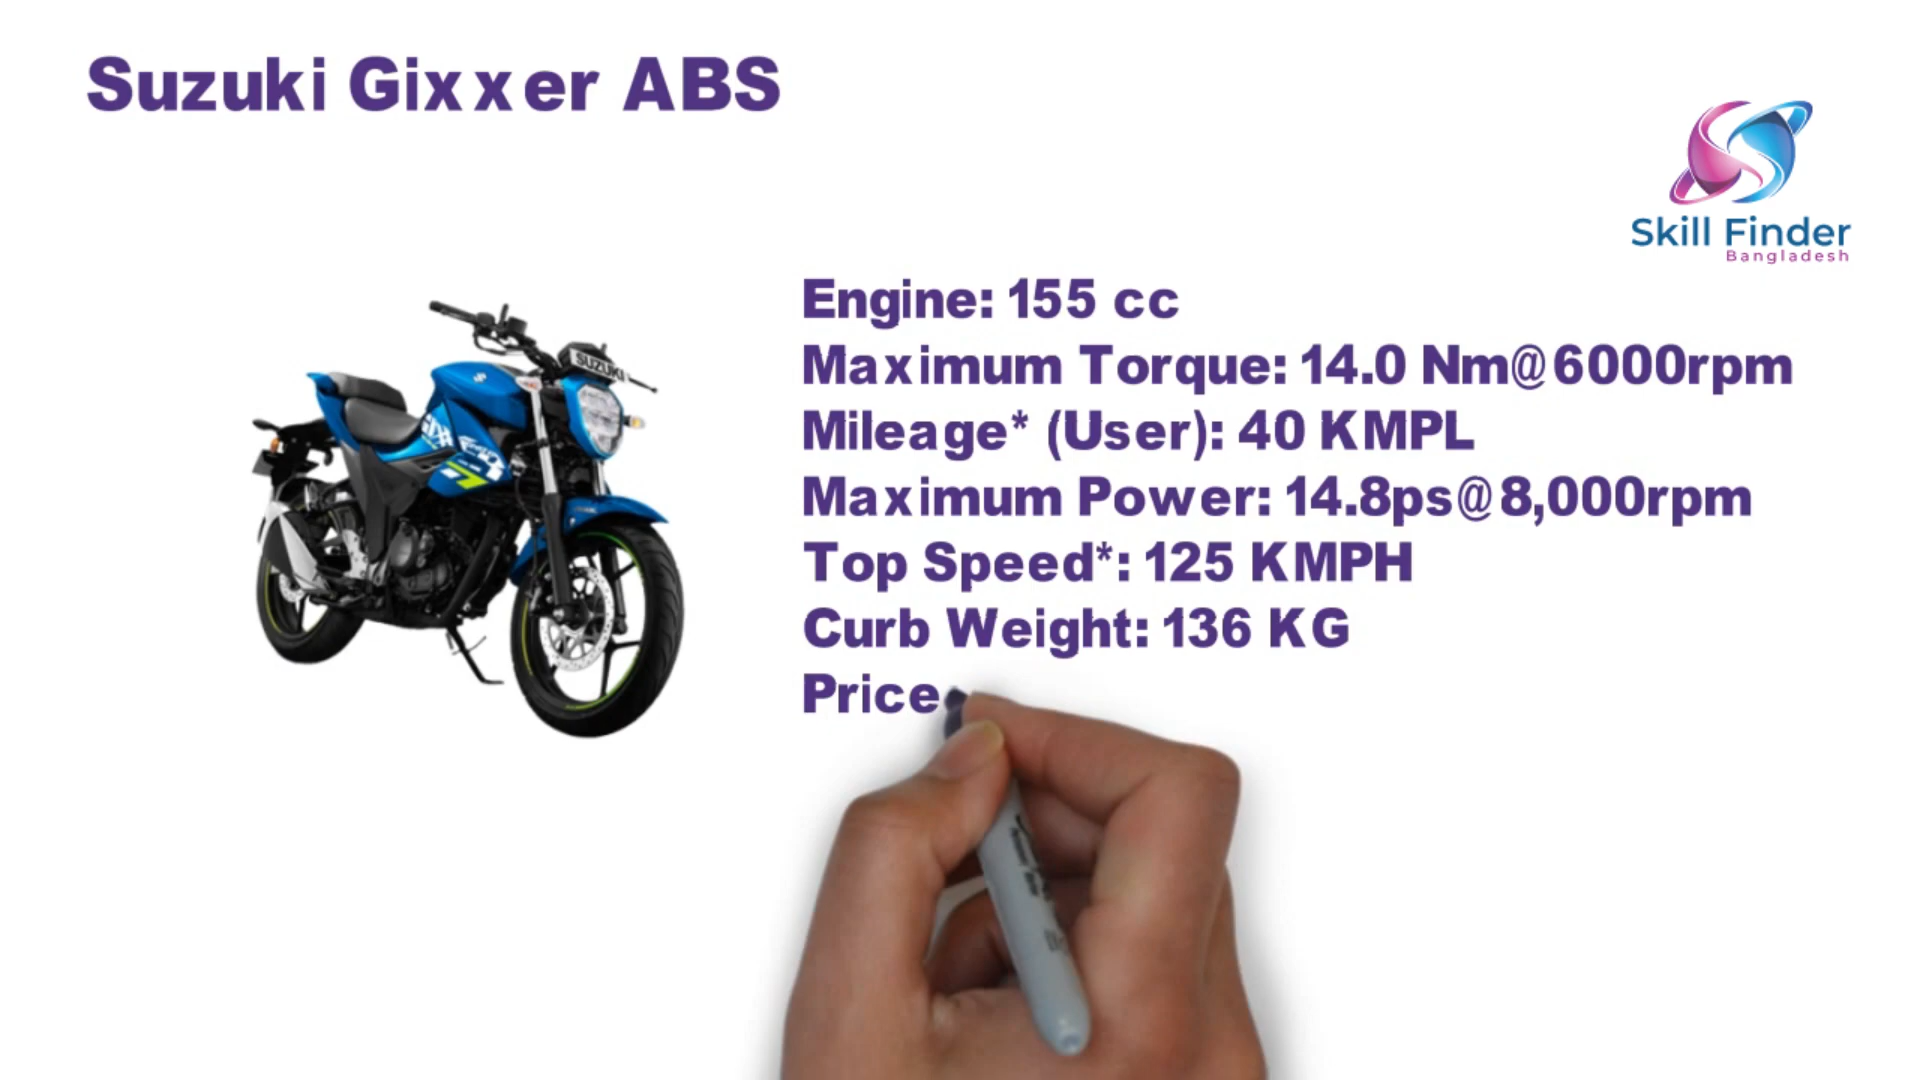 Suzuki Gixxer ABS
Skill Finder
Bangladesh
SUZUKI
Engine: 155 cc
Maximum Torque: 14.0 Nm@6000rpm
Mileage* (User): 40 KMPL
Maximum Power: 14.8ps@8,000rpm
Top Speed*: 125 KMPH
Curb Weight: 136 KG
Price